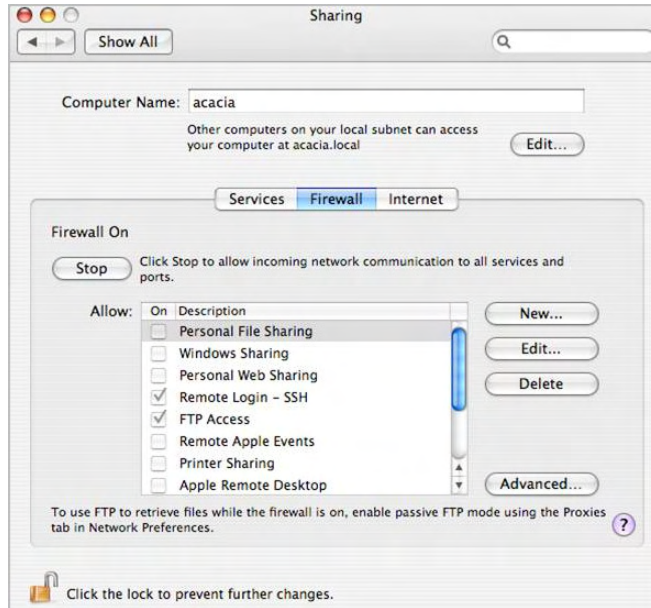 Sharing
Show All
Computer Name: acacia
Other computers on your local subnet can access
your computer at acacia.local
Edit...
Services Firewall Internet
Firewall On
Stop
Click Stop to allow incoming network communication to all services and
ports.
Allow: On Description
Personal File Sharing
Windows Sharing
Personal Web Sharing
Remote Login - SSH
FTP Access
Remote Apple Events
Printer Sharing
Apple Remote Desktop
New...
Edit...
Delete
Advanced...
To use FTP to retrieve files while the firewall is on, enable passive FTP mode using the Proxies
tab in Network Preferences.
?
Click the lock to prevent further changes.